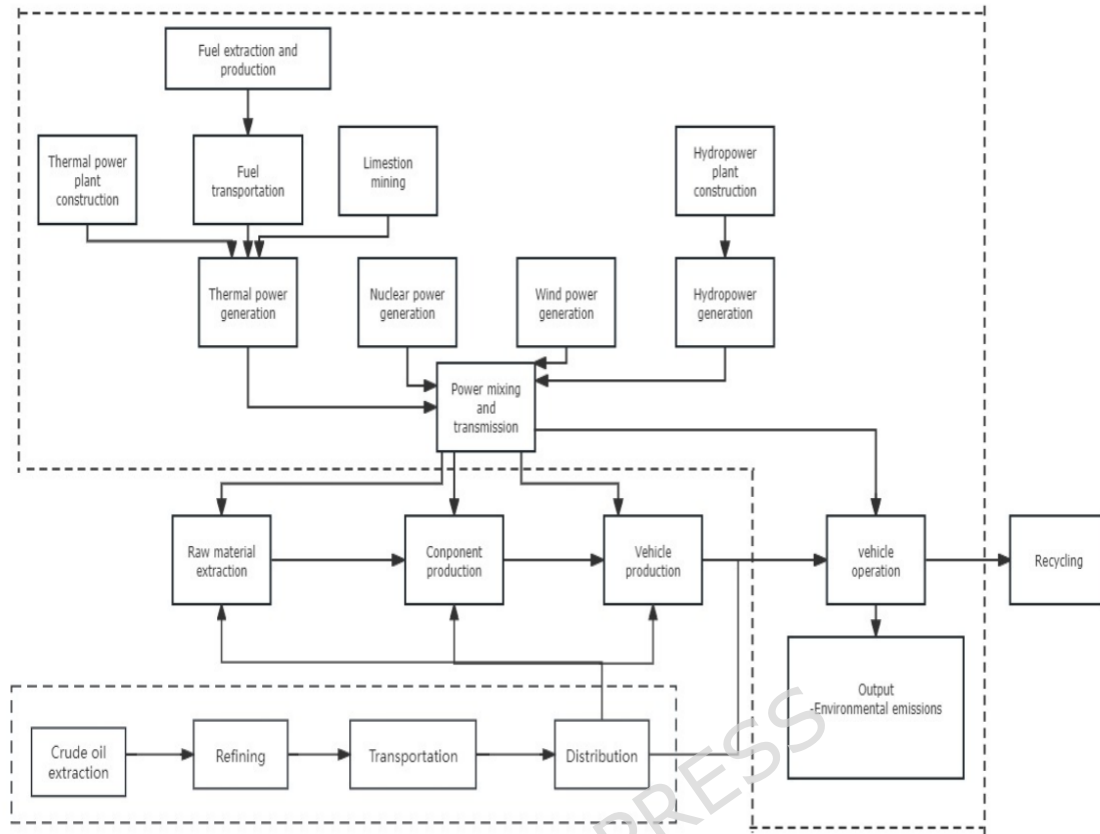 Fuel extraction and
production
Thermal power
plant
construction
Fuel
transportation
Limestion
mining
Hydropower
plant
construction
Thermal power
generation
Nuclear power
generation
Wind power
generation
Hydropower
generation
Power mixing
and
transmission
Raw material
extraction
Conponent
production
Vehicle
production
vehicle
operation
Recycling
Output
-Environmental emissions
Crude oil
extraction
Refining
Transportation
Distribution
PRESS